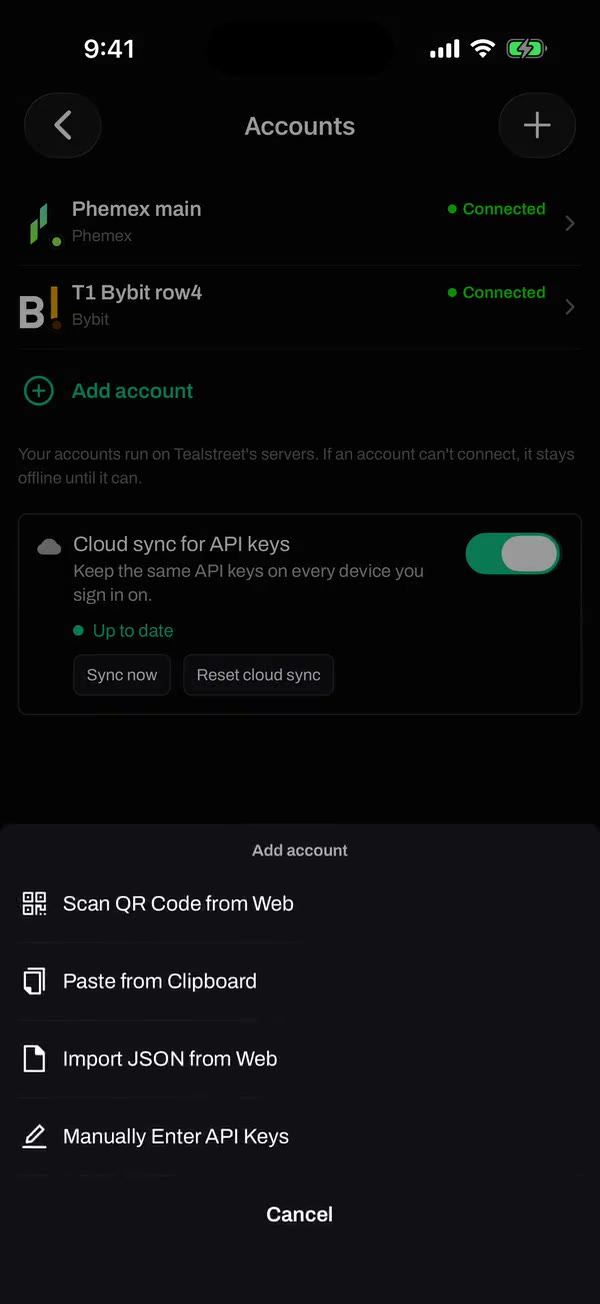 9:41
Accounts
Phemex main
Connected
Phemex
B
T1 Bybit row4
Connected
Bybit
Add account
Your accounts run on Tealstreet's servers. If an account can't connect, it stays
offline until it can.
Cloud sync for API keys
Keep the same API keys on every device you
sign in on.
Up to date
Sync now
Reset cloud sync
Add account
Scan QR Code from Web
Paste from Clipboard
Import JSON from Web
Manually Enter API Keys
Cancel